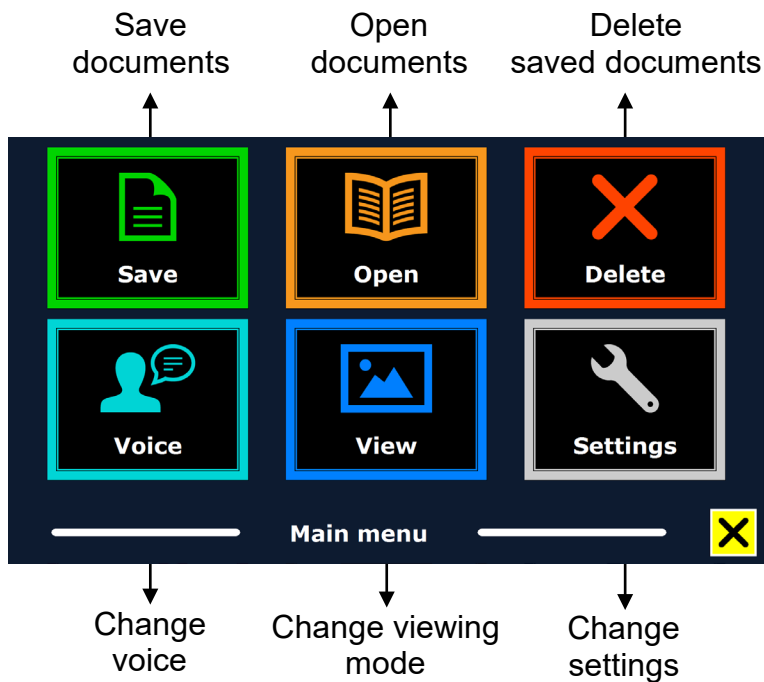 Save
documents
Open
documents
Delete
saved documents
Save
Open
Delete
Voice
View
Settings
Main menu
Change
voice
Change viewing
mode
Change
settings